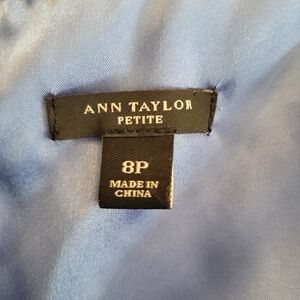 ANN TAYLOR
PETITE
8P
MADE IN
CHINA